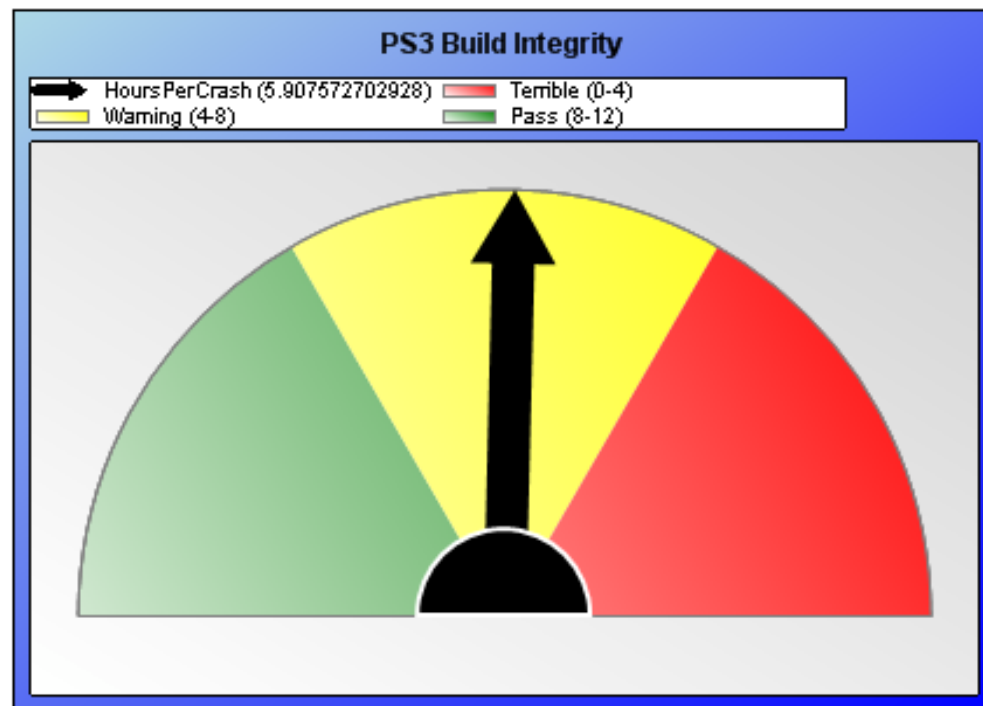 PS3 Build Integrity
HoursPerCrash (5.907572702928) Terrible (0-4)
Warning (4-8) Pass (8-12)